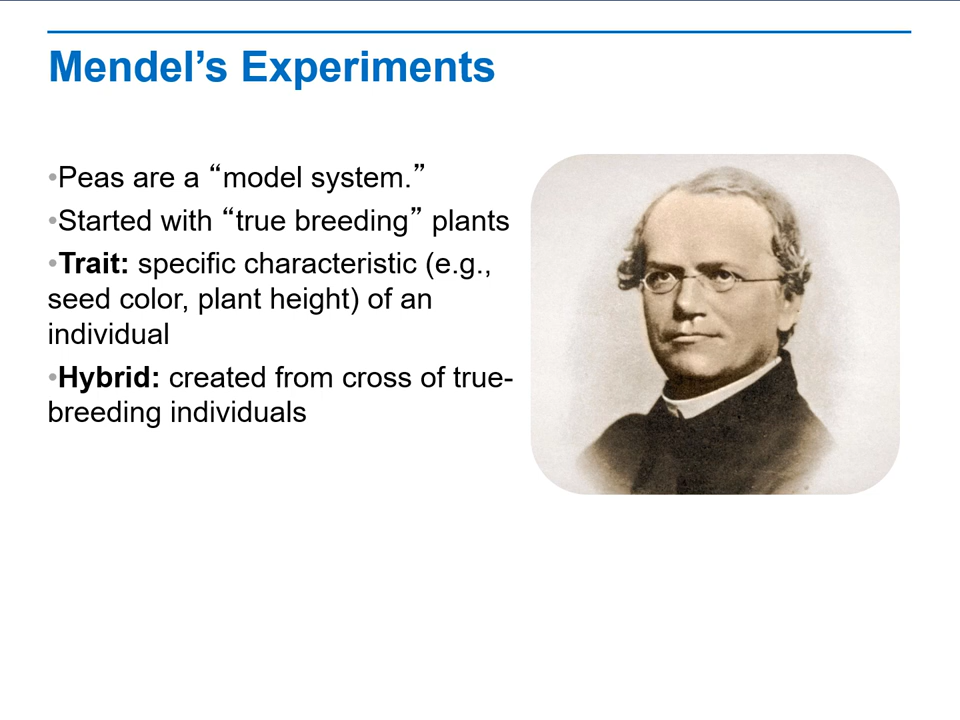 Mendel’s Experiments
•Peas are a “model system.”
•Started with “true breeding” plants
•Trait: specific characteristic (e.g.,
seed color, plant height) of an
individual
•Hybrid: created from cross of true-
breeding individuals